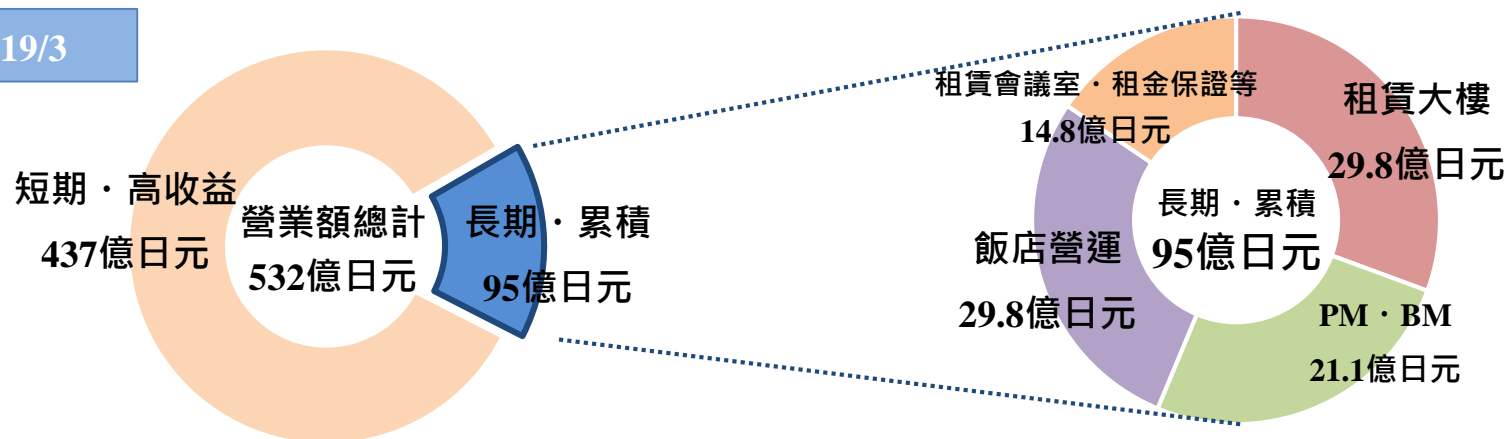 19/3
短期・高收益
437億日元
營業額總計
532億日元
長期・累積
95億日元
租賃會議室・租金保證等
14.8億日元
租賃大樓
29.8億日元
長期・累積
95億日元
飯店營運
29.8億日元
PM・BM
21.1億日元